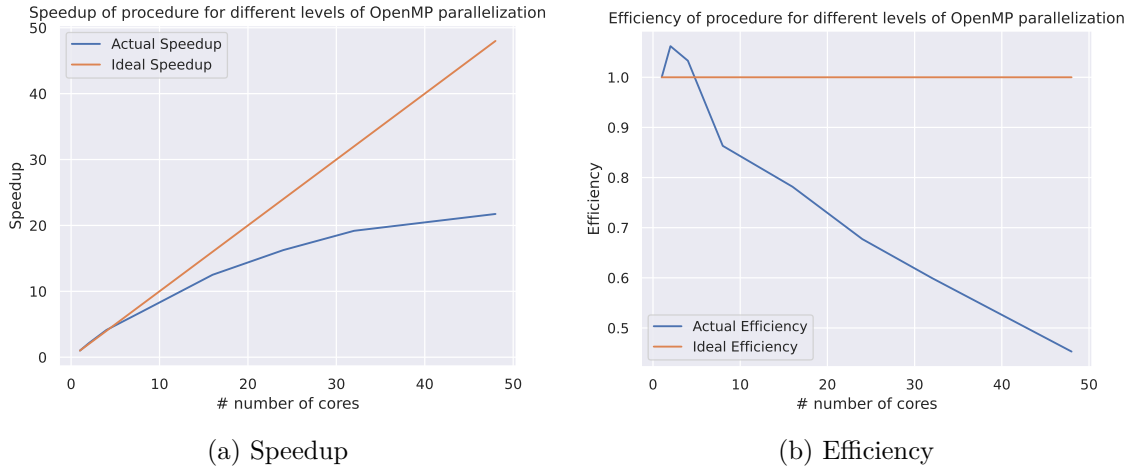 Speedup of procedure for different levels of OpenMP parallelization
50
40
30
20
10
0
Speedup
Actual Speedup
Ideal Speedup
0 10 20 30 40 50
# number of cores
(a) Speedup
Efficiency of procedure for different levels of OpenMP parallelization
1.0
0.9
0.8
0.7
0.6
0.5
Efficiency
Actual Efficiency
Ideal Efficiency
0 10 20 30 40 50
# number of cores
(b) Efficiency